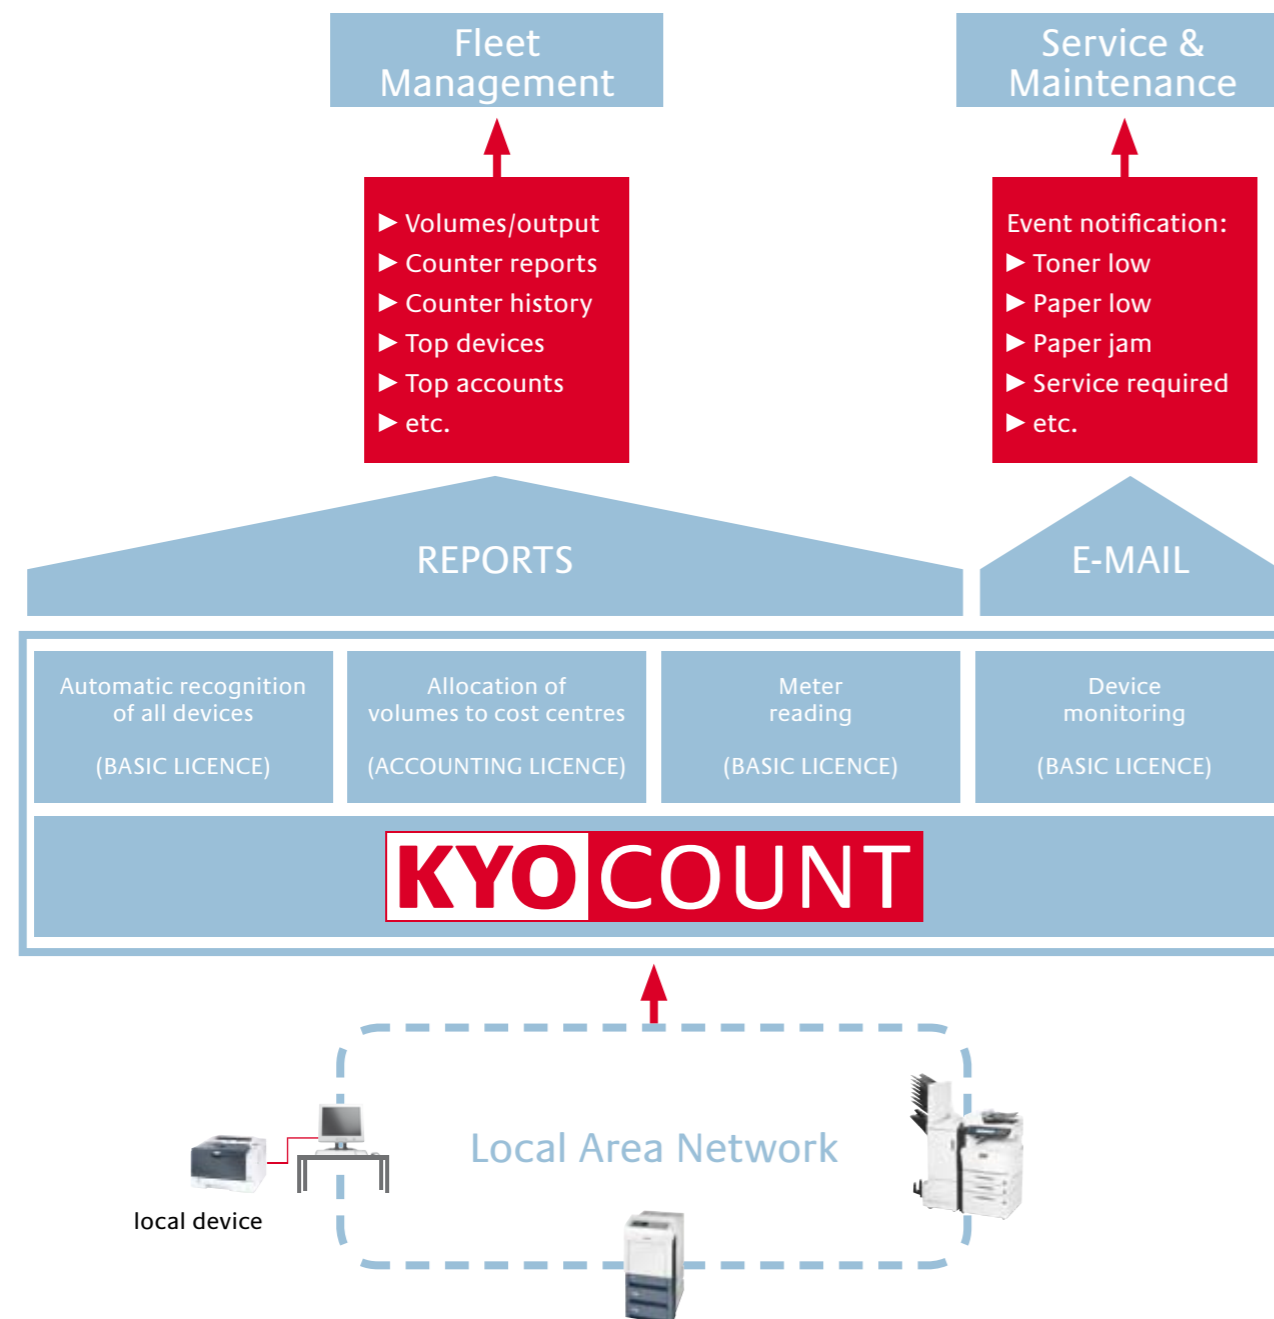 Fleet
Management
Service &
Maintenance
► Volumes/output
► Counter reports
► Counter history
► Top devices
► Top accounts
► etc.
Event notification:
► Toner low
► Paper low
► Paper jam
► Service required
► etc.
REPORTS
E-MAIL
Automatic recognition
of all devices
(BASIC LICENCE)
Allocation of
volumes to cost centres
(ACCOUNTING LICENCE)
Meter
reading
(BASIC LICENCE)
Device
monitoring
(BASIC LICENCE)
KYOCOUNT
Local Area Network
local device